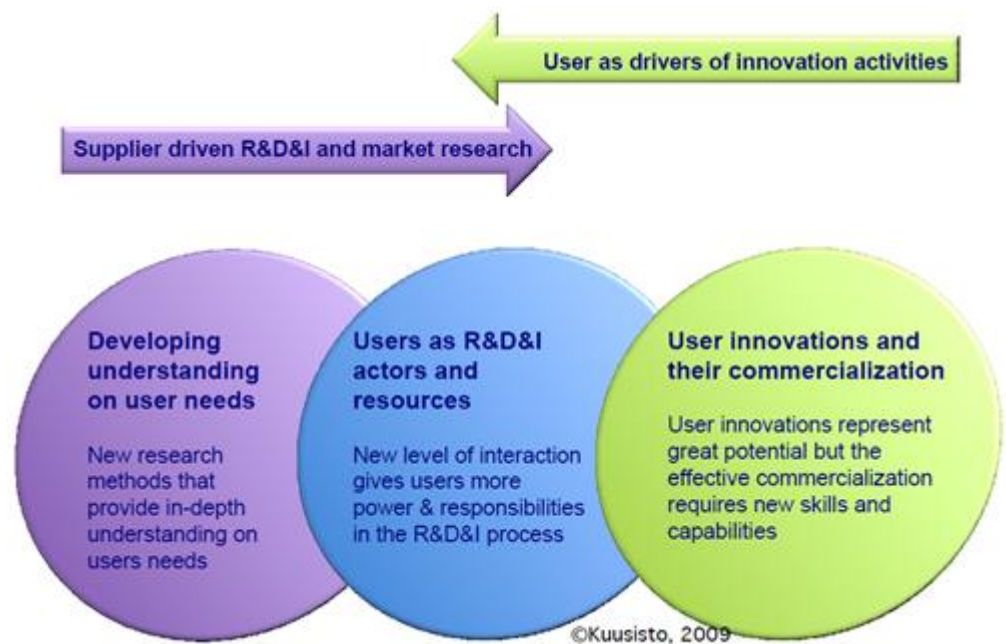 User as drivers of innovation activities
Supplier driven R&D&I and market research
Developing
understanding
on user needs
New research
methods that
provide in-depth
understanding on
users needs
Users as R&D&I
actors and
resources
New level of interaction
gives users more
power & responsibilities
in the R&D&I process
User innovations and
their commercialization
User innovations represent
great potential but the
effective commercialization
requires new skills and
capabilities
©Kuusisto, 2009